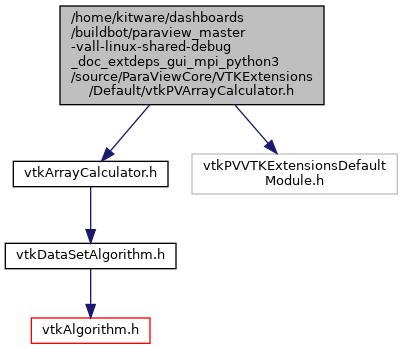 /home/kitware/dashboards
/buildbot/paraview_master
-vall-linux-shared-debug
_doc_extdeps_gui_mpi_python3
/source/ParaViewCore/VTKExtensions
/Default/vtkPVArrayCalculator.h
vtkArrayCalculator.h
vtkPVVTKExtensionsDefault
Module.h
vtkDataSetAlgorithm.h
vtkAlgorithm.h